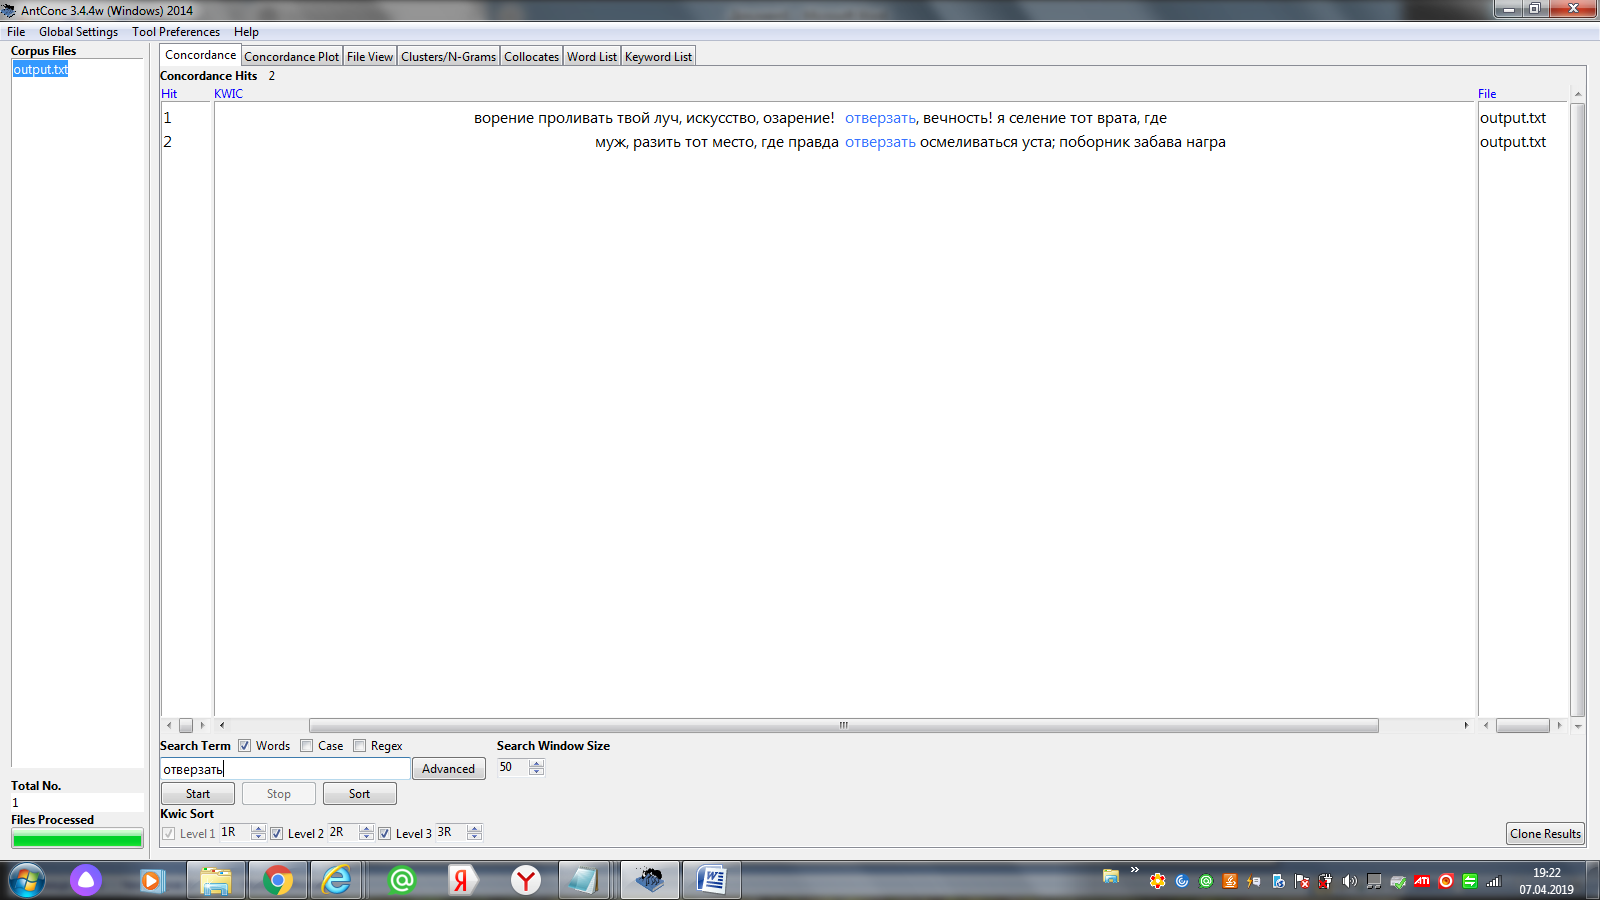 AntConc 3.4.4w (Windows) 2014
File Global Settings Tool Preferences Help
Corpus Files
output.txt
Concordance Concordance Plot File View Clusters/N-Grams Collocates Word List Keyword List
Concordance Hits 2
Hit KWIC File
1 ворение проливать твой луч, искусство, озарение! отверзать, вечность! я селение тот врата, где output.txt
2 муж, разить тот место, где правда отверзать осмеливаться уста; поборник забава награ output.txt
Search Term Words Case Regex Search Window Size
отверзать Advanced 50
Start Stop Sort
Kwic Sort
Level 1 1R Level 2 2R Level 3 3R
Clone Results
Total No.
1
Files Processed
19:22
07.04.2019